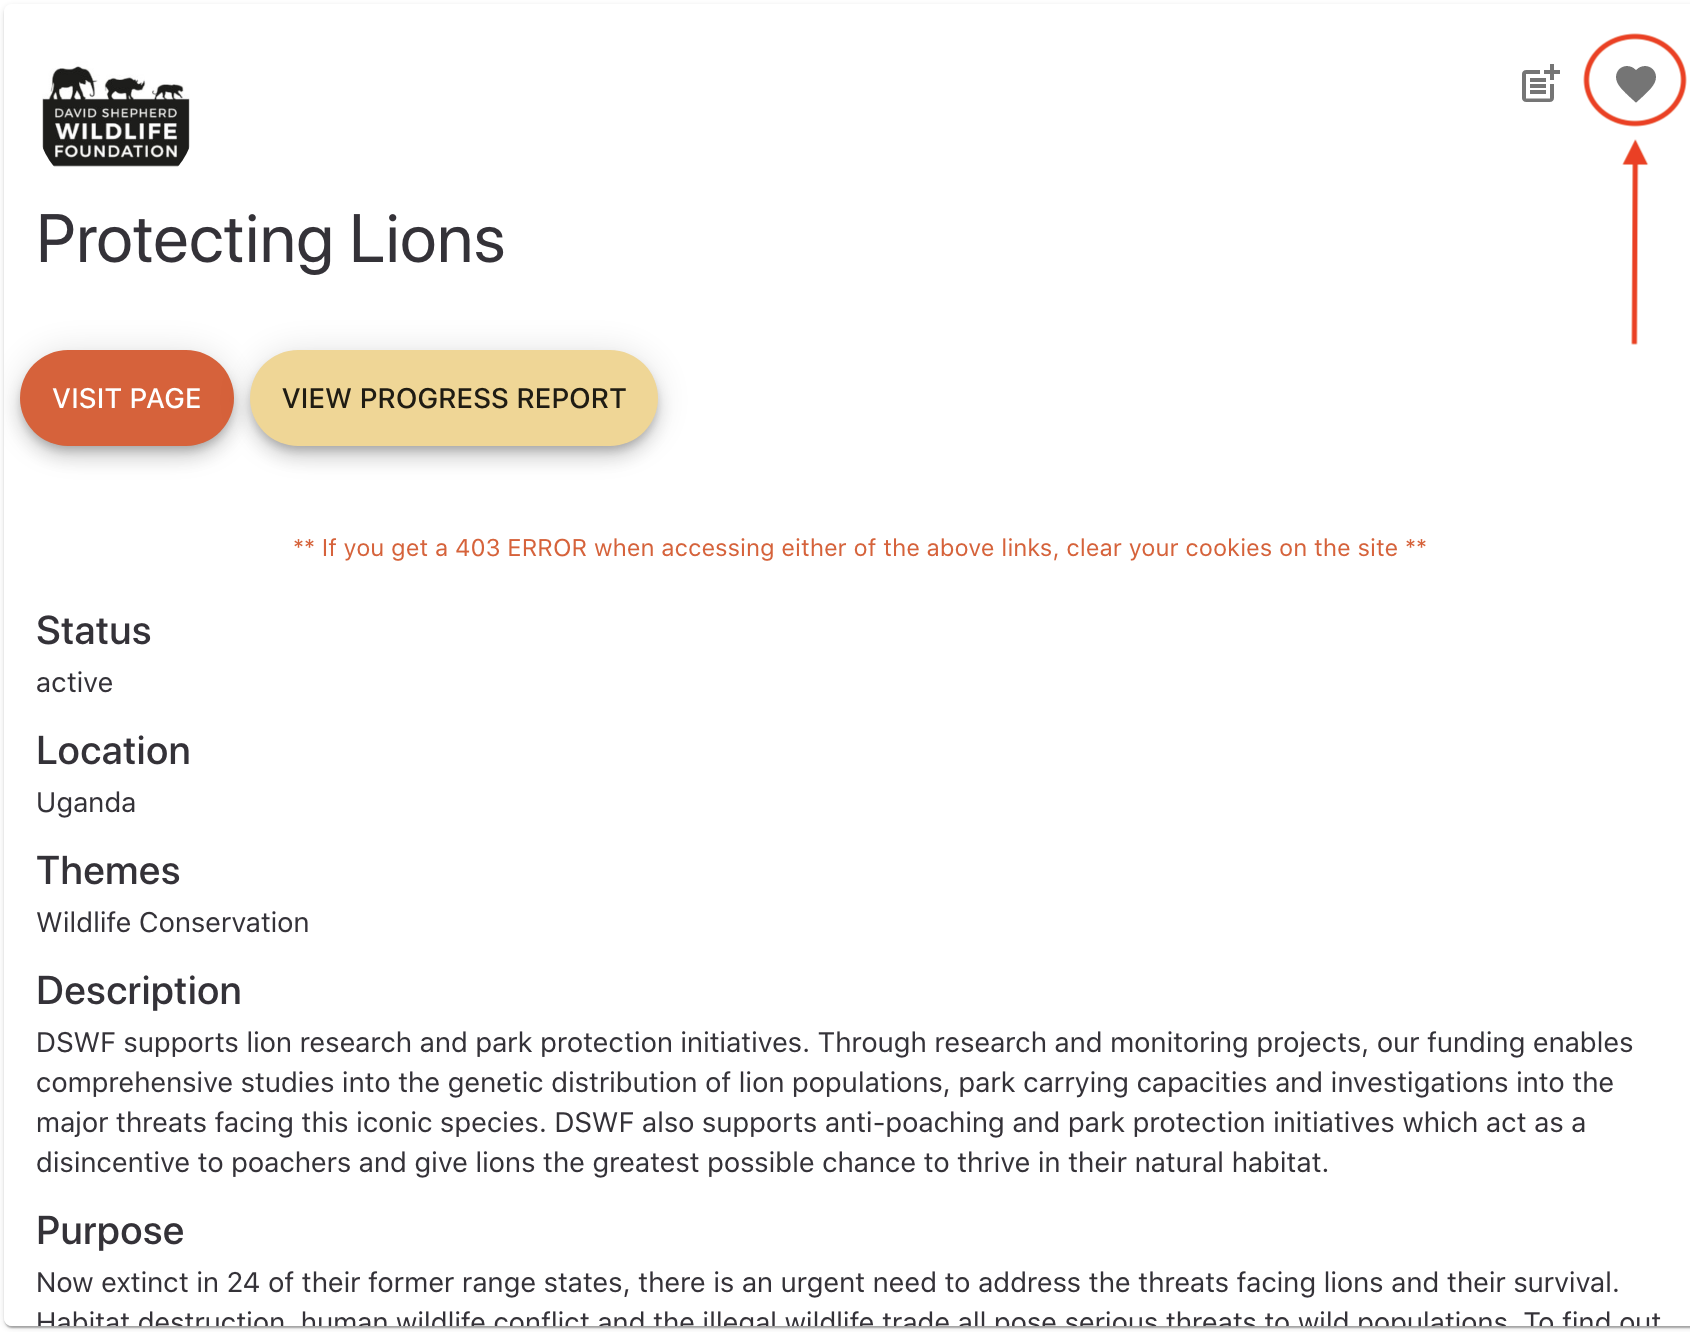 DAVID SHEPHERD
WILDLIFE
FOUNDATION
Protecting Lions
VISIT PAGE
VIEW PROGRESS REPORT
** If you get a 403 ERROR when accessing either of the above links, clear your cookies on the site **
Status
active
Location
Uganda
Themes
Wildlife Conservation
Description
DSWF supports lion research and park protection initiatives. Through research and monitoring projects, our funding enables
comprehensive studies into the genetic distribution of lion populations, park carrying capacities and investigations into the
major threats facing this iconic species. DSWF also supports anti-poaching and park protection initiatives which act as a
disincentive to poachers and give lions the greatest possible chance to thrive in their natural habitat.
Purpose
Now extinct in 24 of their former range states, there is an urgent need to address the threats facing lions and their survival.
Habitat destruction, human wildlife conflict and the illegal wildlife trade all pose serious threats to wild populations. To find out